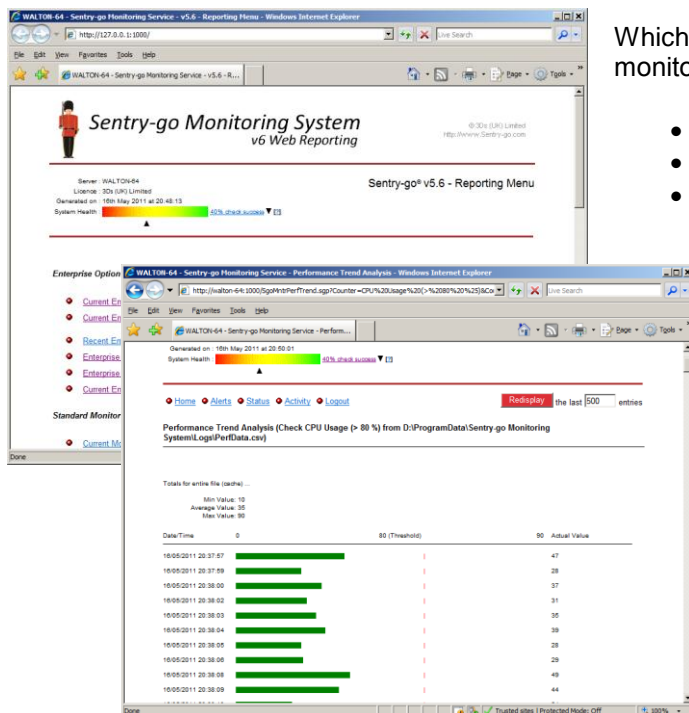 WALTON-64 - Sentry-go Monitoring Service - v5.6 - Reporting Menu - Windows Internet Explorer
http://127.0.0.1:1000/
Live Search
File Edit View Favorites Tools Help
WALTON-64 - Sentry-go Monitoring Service - v5.6 - R...
Page Tools
Sentry-go Monitoring System
v6 Web Reporting
© 3Ds (UK) Limited
http://www.Sentry-go.com
Server : WALTON-64
Licence : 3Ds (UK) Limited
Generated on : 16th May 2011 at 20:48:13
System Health : 40% check success ▼ [?]
Sentry-go® v5.6 - Reporting Menu
Enterprise Option
Current En
Current En
Recent En
Enterprise
Enterprise
Current En
Standard Monitor
Current Mo
Done
Which
monito
WALTON-64 - Sentry-go Monitoring Service - Performance Trend Analysis - Windows Internet Explorer
http://walton-64:1000/SgoMntrPerfTrend.sgp?Counter=CPU%20Usage%20(>%2080%20%25)&Co
Live Search
File Edit View Favorites Tools Help
WALTON-64 - Sentry-go Monitoring Service - Perform...
Page Tools
Generated on : 16th May 2011 at 20:50:01
System Health : 40% check success ▼ [?]
Home Alerts Status Activity Logout
Redisplay the last 500 entries
Performance Trend Analysis (Check CPU Usage (> 80 %) from D:\ProgramData\Sentry-go Monitoring
System\Logs\PerfData.csv)
Totals for entire file (cache) ...
Min Value: 10
Average Value: 35
Max Value: 90
Date/Time 0 80 (Threshold) 90 Actual Value
16/05/2011 20:37:57 47
16/05/2011 20:37:59 28
16/05/2011 20:38:00 37
16/05/2011 20:38:02 31
16/05/2011 20:38:03 35
16/05/2011 20:38:04 39
16/05/2011 20:38:05 28
16/05/2011 20:38:06 29
16/05/2011 20:38:08 49
16/05/2011 20:38:09 44
Done
Trusted sites | Protected Mode: Off 100%